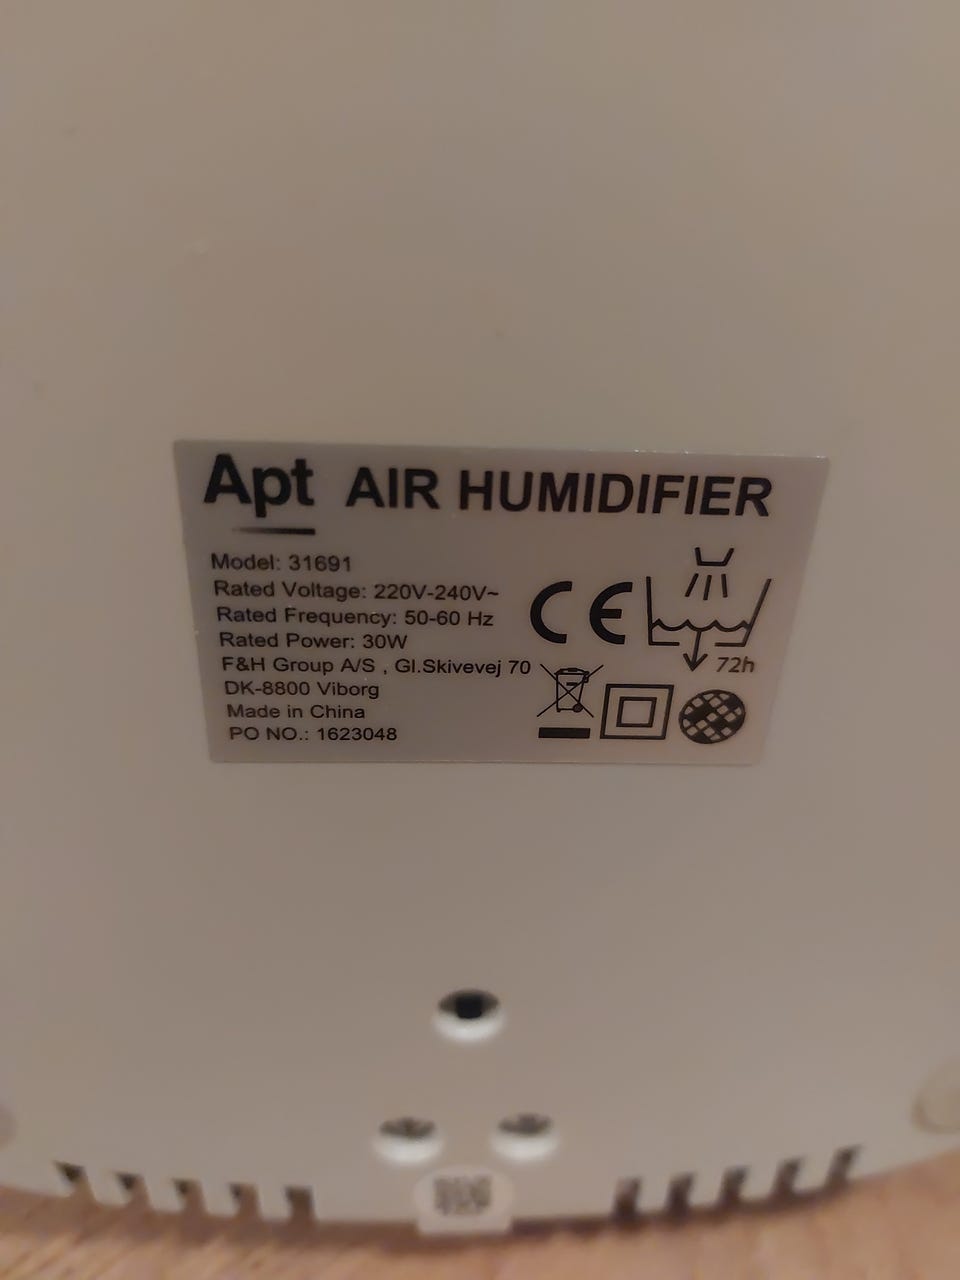 Apt AIR HUMIDIFIER
Model: 31691
Rated Voltage: 220V-240V~
Rated Frequency: 50-60 Hz
Rated Power: 30W
F&H Group A/S , Gl.Skivevej 70
DK-8800 Viborg
Made in China
PO NO.: 1623048
CE
72h